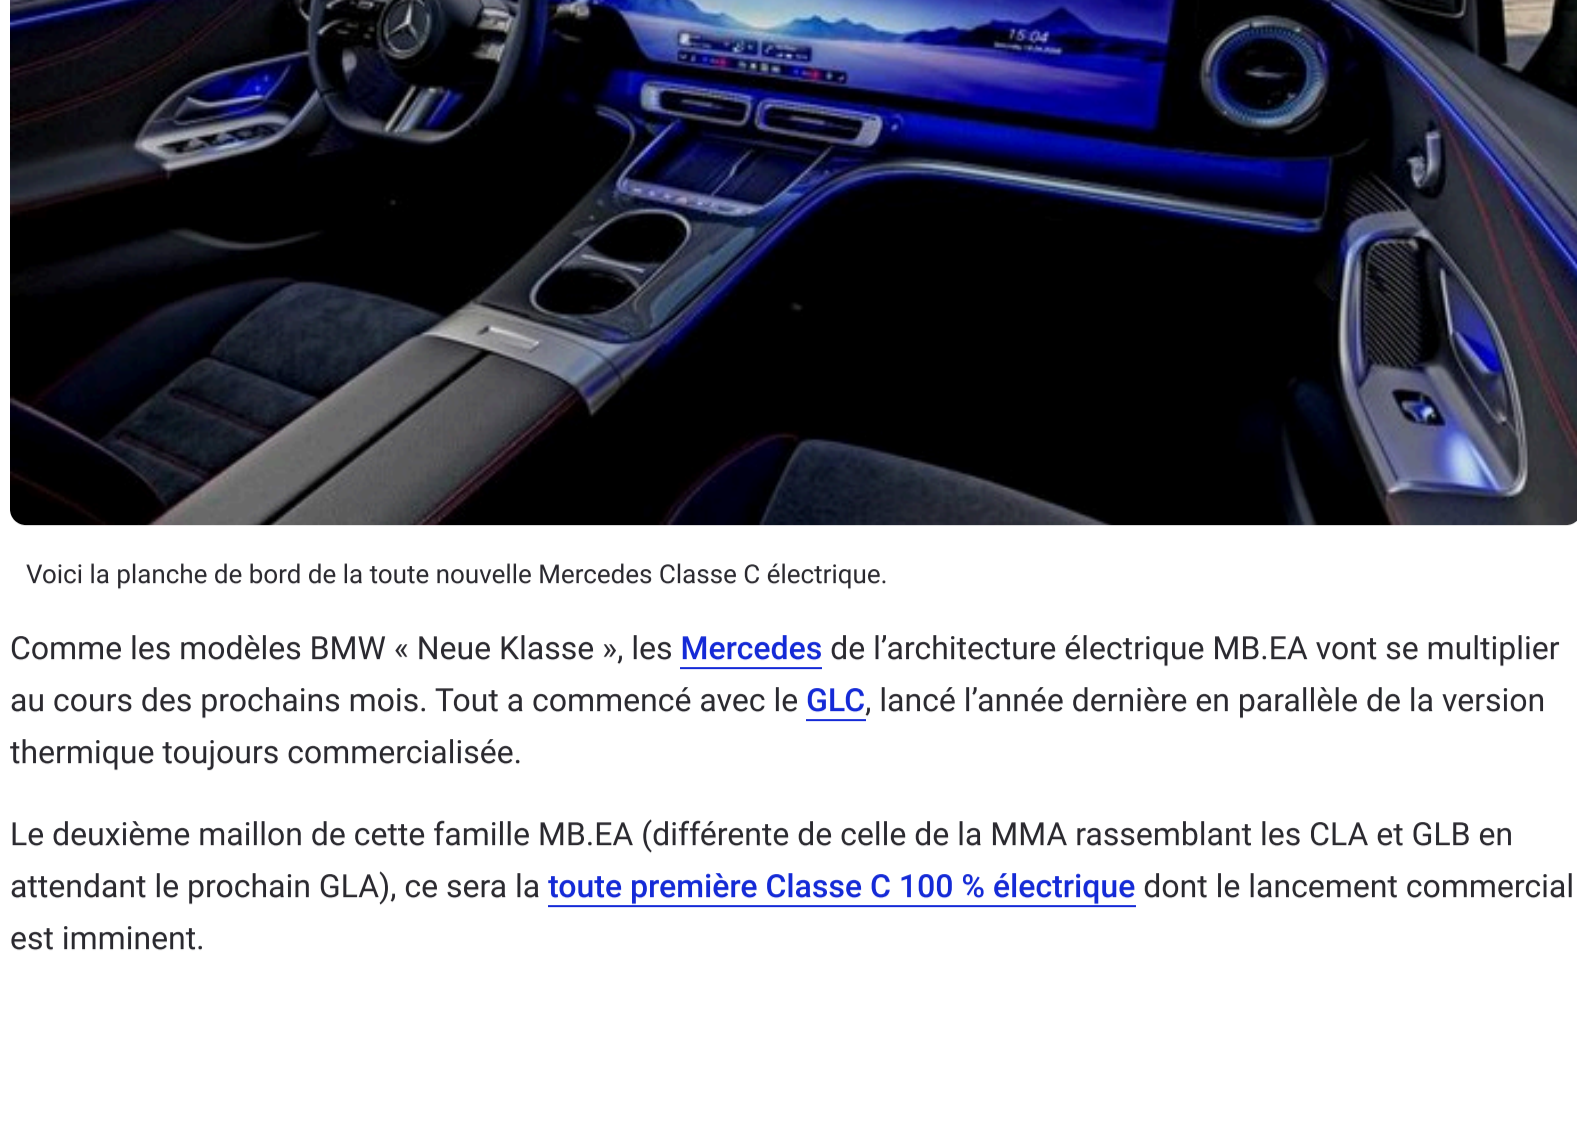 15:04
Voici la planche de bord de la toute nouvelle Mercedes Classe C électrique.
Comme les modèles BMW « Neue Klasse », les Mercedes de l’architecture électrique MB.EA vont se multiplier
au cours des prochains mois. Tout a commencé avec le GLC, lancé l’année dernière en parallèle de la version
thermique toujours commercialisée.
Le deuxième maillon de cette famille MB.EA (différente de celle de la MMA rassemblant les CLA et GLB en
attendant le prochain GLA), ce sera la toute première Classe C 100 % électrique dont le lancement commercial
est imminent.